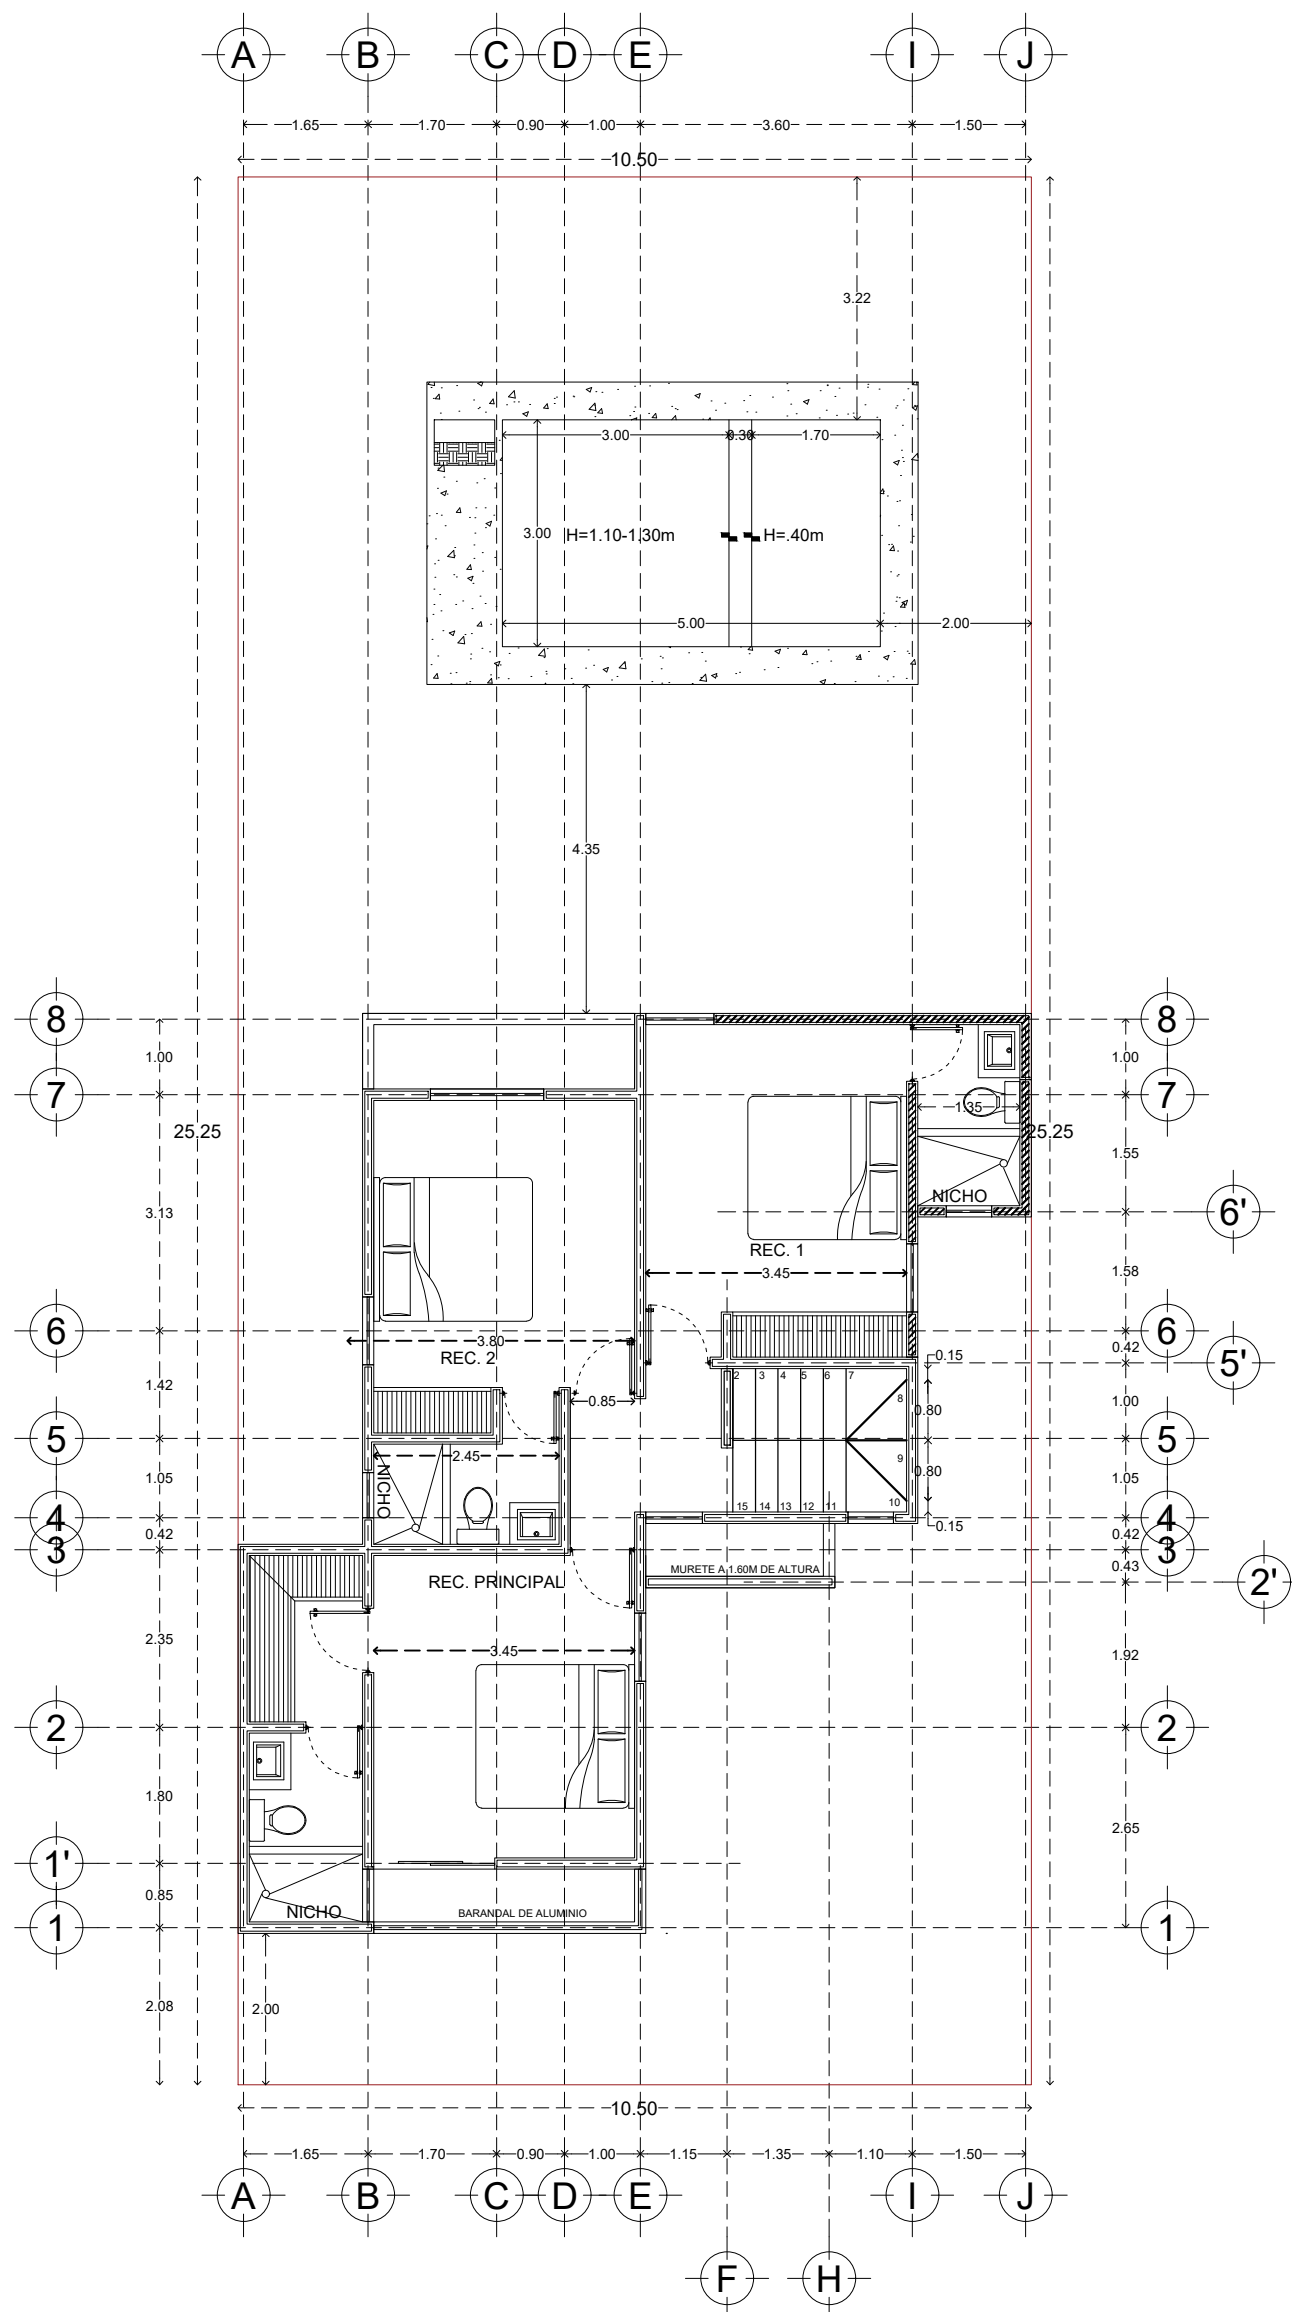 A B C D E I J
1.65 1.70 0.90 1.00 3.60 1.50
10.50
3.22
3.00 0.30 1.70
3.00 H=1.10-1.30m H=.40m
5.00 2.00
4.35
8 8
1.00 1.00
7 7
1.35
25.25 25.25
1.55
NICHO
3.13 6'
REC. 1
3.45 1.58
6 6
3.80
0.42
REC. 2 0.15 5'
2 3 4 5 6 7
1.42 8
0.85 0.80 1.00
5 5
2.45 9
NICHO
1.05 0.80 1.05
15 14 13 12 11 10
4 4
0.15
0.42 0.42
3 3
0.43
MURETE A 1.60M DE ALTURA
REC. PRINCIPAL 2'
2.35
3.45 1.92
2 2
1.80
2.65
1'
0.85
NICHO BARANDAL DE ALUMINIO
1 1
2.08 2.00
10.50
1.65 1.70 0.90 1.00 1.15 1.35 1.10 1.50
A B C D E I J
F H